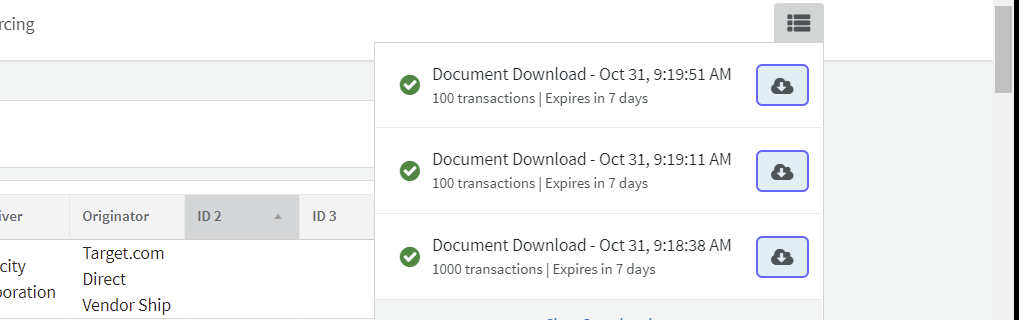 rcing
Document Download - Oct 31, 9:19:51 AM
100 transactions | Expires in 7 days
Document Download - Oct 31, 9:19:11 AM
100 transactions | Expires in 7 days
iver
Originator
ID 2
ID 3
Document Download - Oct 31, 9:18:38 AM
1000 transactions | Expires in 7 days
city
poration
Target.com
Direct
Vendor Ship